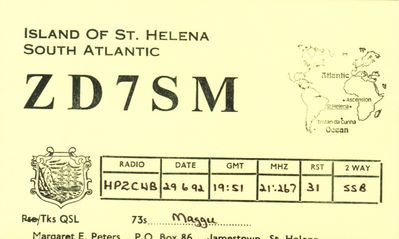 ISLAND OF ST. HELENA
SOUTH ATLANTIC
ZD7SM
Atlantic
Ascension
St.Helena
Tristan da Cunha
Ocean
RADIO DATE GMT MHZ RST 2 WAY
HP2CWB 29 6 92 19:51 21.267 31 SSB
Pse/Tks QSL 73s Maggie
Margaret E. Peters P.O. Box 86 Jamestown St. Helena